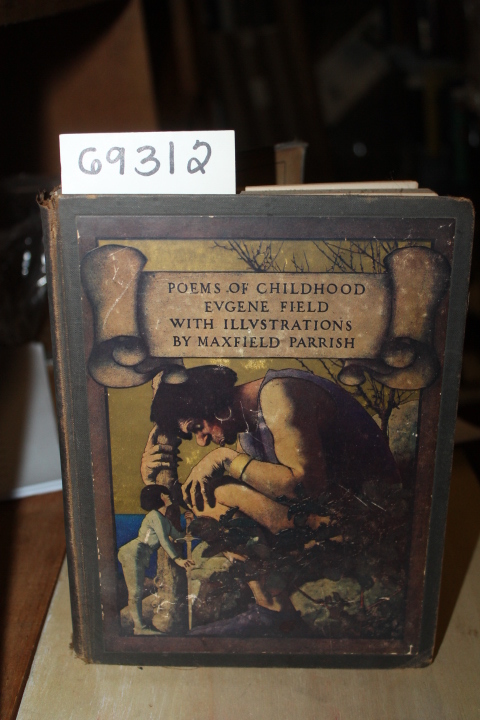 69312
POEMS OF CHILDHOOD
EVGENE FIELD
WITH ILLVSTRATIONS
BY MAXFIELD PARRISH